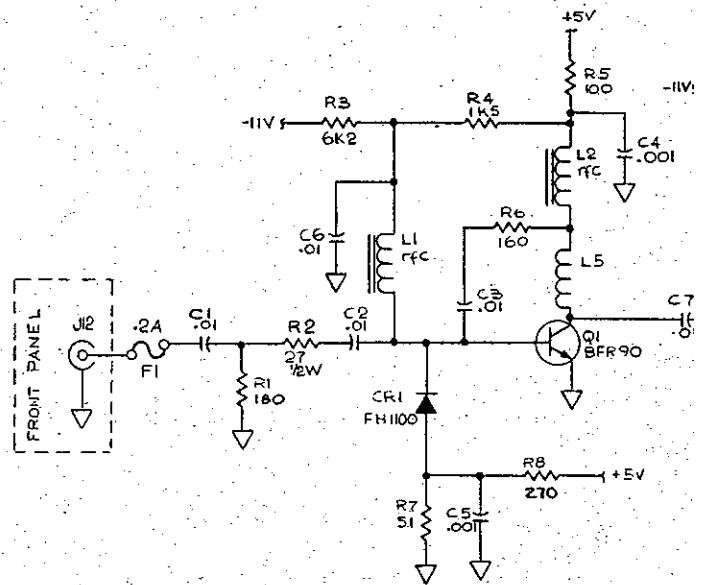 +5V
R5
100
-11V
R3
6K2
R4
1K5
-11V
L2
rfc
C4
.001
C6
.01
L1
rfc
R6
160
L5
C3
.01
C7
.0
FRONT PANEL
J12
.2A
F1
C1
.01
R1
180
R2
27
1/2W
C2
.01
Q1
BFR90
CR1
FH1100
R7
51
C5
.001
R8
270
+5V